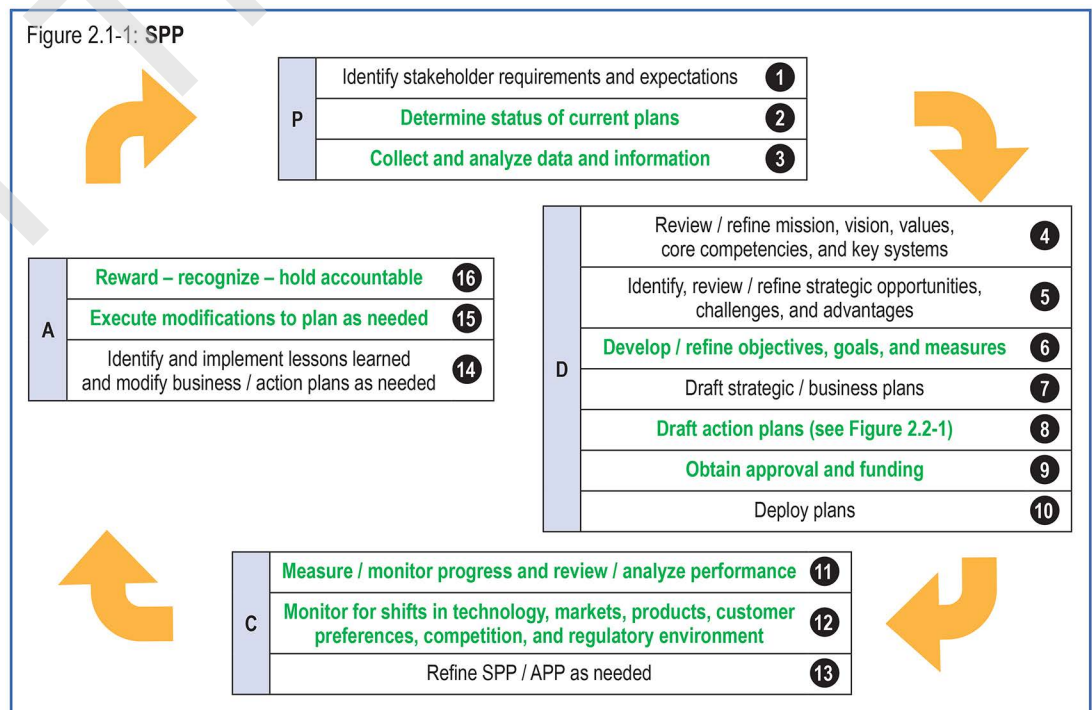 Figure 2.1-1: SPP
P
Identify stakeholder requirements and expectations 1
Determine status of current plans 2
Collect and analyze data and information 3
D
Review / refine mission, vision, values,
core competencies, and key systems 4
Identify, review / refine strategic opportunities,
challenges, and advantages 5
Develop / refine objectives, goals, and measures 6
Draft strategic / business plans 7
Draft action plans (see Figure 2.2-1) 8
Obtain approval and funding 9
Deploy plans 10
C
Measure / monitor progress and review / analyze performance 11
Monitor for shifts in technology, markets, products, customer
preferences, competition, and regulatory environment 12
Refine SPP / APP as needed 13
A
Reward – recognize – hold accountable 16
Execute modifications to plan as needed 15
Identify and implement lessons learned
and modify business / action plans as needed 14